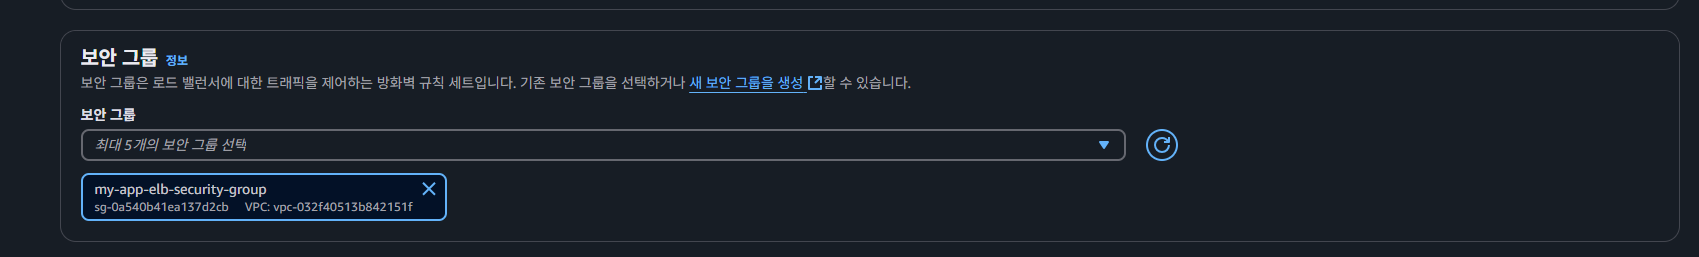 보안 그룹 정보
보안 그룹은 로드 밸런서에 대한 트래픽을 제어하는 방화벽 규칙 세트입니다. 기존 보안 그룹을 선택하거나 새 보안 그룹을 생성 할 수 있습니다.
보안 그룹
최대 5개의 보안 그룹 선택
my-app-elb-security-group
sg-0a540b41ea137d2cb VPC: vpc-032f40513b842151f